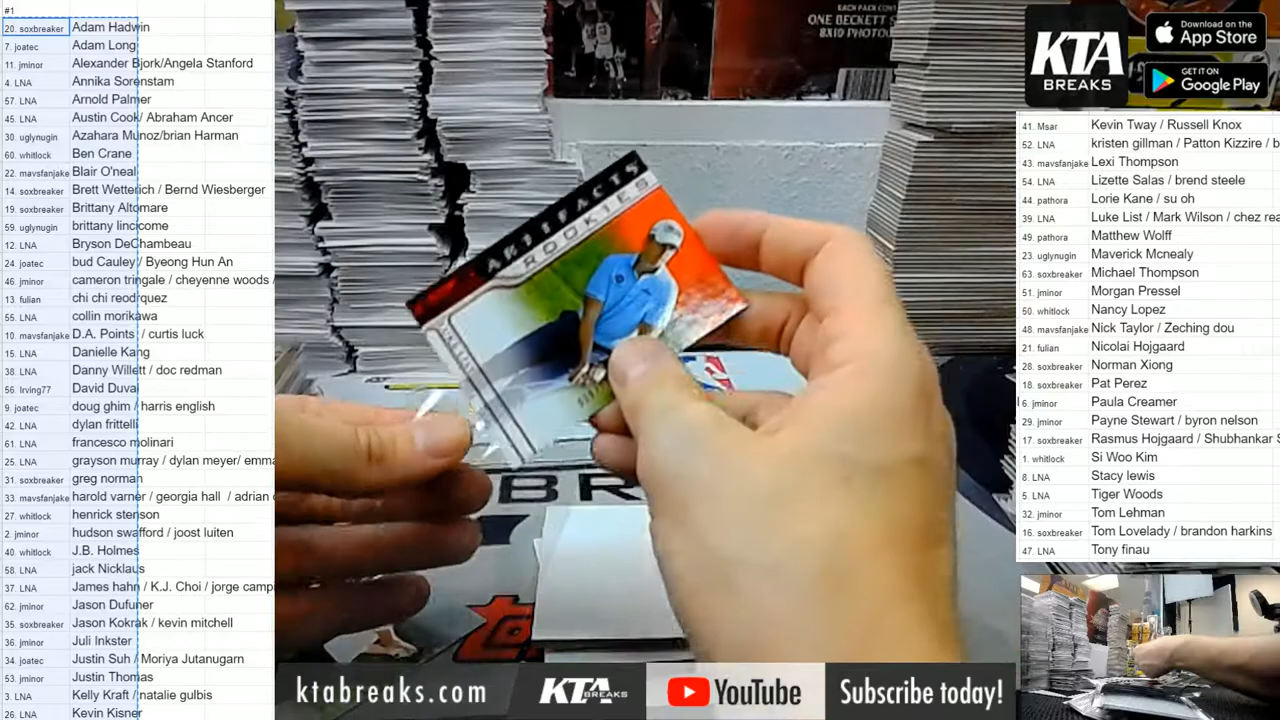 #1
20. soxbreaker Adam Hadwin
7. joatec Adam Long
11. jminor Alexander Bjork/Angela Stanford
4. LNA Annika Sorenstam
57. LNA Arnold Palmer
45. LNA Austin Cook/ Abraham Ancer
30. uglynugin Azahara Munoz/brian Harman
60. whitlock Ben Crane
22. mavsfanjake Blair O'neal
14. soxbreaker Brett Wetterich / Bernd Wiesberger
19. soxbreaker Brittany Altomare
59. uglynugin brittany lincicome
12. LNA Bryson DeChambeau
24. joatec bud Cauley / Byeong Hun An
46. jminor cameron tringale / cheyenne woods /
13. fulian chi chi reodrquez
55. LNA collin morikawa
10. mavsfanjake D.A. Points / curtis luck
15. LNA Danielle Kang
38. LNA Danny Willett / doc redman
56. Irving77 David Duval
9. joatec doug ghim / harris english
42. LNA dylan frittelli
61. LNA francesco molinari
25. LNA grayson murray / dylan meyer/ emma
31. soxbreaker greg norman
33. mavsfanjake harold varner / georgia hall / adrian
27. whitlock henrick stenson
2. jminor hudson swafford / joost luiten
40. whitlock J.B. Holmes
58. LNA jack Nicklaus
37. LNA James hahn / K.J. Choi / jorge camp
62. jminor Jason Dufuner
35. soxbreaker Jason Kokrak / kevin mitchell
36. jminor Juli Inkster
34. joatec Justin Suh / Moriya Jutanugarn
53. jminor Justin Thomas
3. LNA Kelly Kraft / natalie gulbis
26. LNA Kevin Kisner
EACH PACK CON
ONE BECKETT S
8X10 PHOTO
ARTIFACTS
ROOKIES
BRE
ktabreaks.com
KTA
BREAKS
YouTube
Subscribe today!
KTA
BREAKS
Download on the
App Store
GET IT ON
Google Play
41. Msar Kevin Tway / Russell Knox
52. LNA kristen gillman / Patton Kizzire / b
43. mavsfanjake Lexi Thompson
54. LNA Lizette Salas / brend steele
44. pathora Lorie Kane / su oh
39. LNA Luke List / Mark Wilson / chez re
49. pathora Matthew Wolff
23. uglynugin Maverick Mcnealy
63. soxbreaker Michael Thompson
51. jminor Morgan Pressel
50. whitlock Nancy Lopez
48. mavsfanjake Nick Taylor / Zeching dou
21. fulian Nicolai Hojgaard
28. soxbreaker Norman Xiong
18. soxbreaker Pat Perez
6. jminor Paula Creamer
29. jminor Payne Stewart / byron nelson
17. soxbreaker Rasmus Hojgaard / Shubhankar S
1. whitlock Si Woo Kim
8. LNA Stacy lewis
5. LNA Tiger Woods
32. jminor Tom Lehman
16. soxbreaker Tom Lovelady / brandon harkins
47. LNA Tony finau